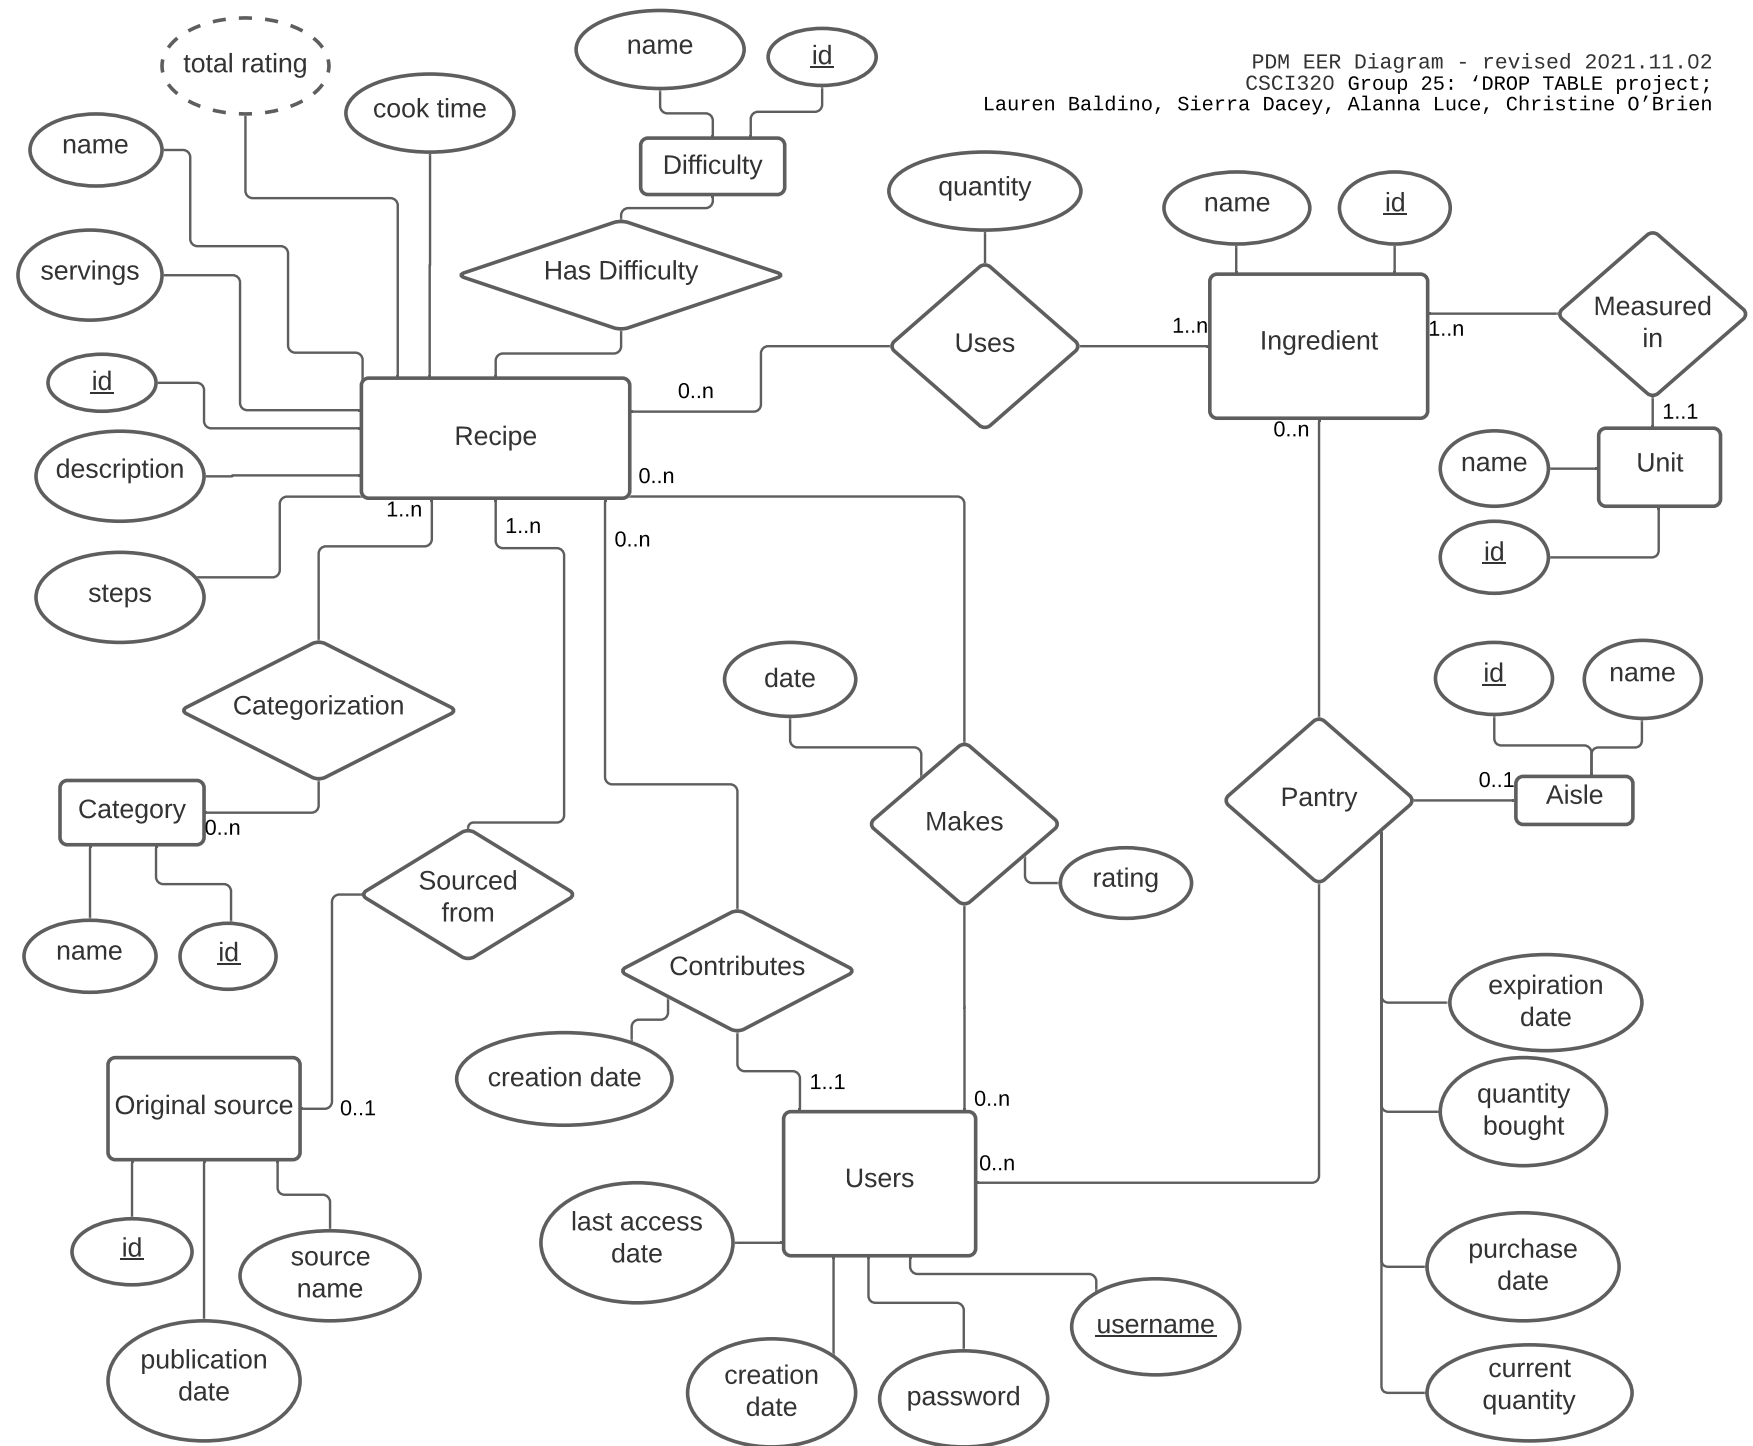 total rating
name
id
cook time
PDM EER Diagram - revised 2021.11.02
CSCI320 Group 25: ‘DROP TABLE project;
Lauren Baldino, Sierra Dacey, Alanna Luce, Christine O’Brien
name
Difficulty
quantity
name
id
servings
Has Difficulty
Measured
in
Uses
1..n
Ingredient
1..n
id
0..n
1..1
Recipe
0..n
description
0..n
name
Unit
1..n
1..n
0..n
id
steps
date
id
name
Categorization
Category
0..n
Makes
Pantry
0..1
Aisle
Sourced
from
rating
name
id
Contributes
expiration
date
creation date
1..1
0..n
quantity
bought
Original source
0..1
Users
0..n
last access
date
id
source
name
purchase
date
username
publication
date
creation
date
password
current
quantity